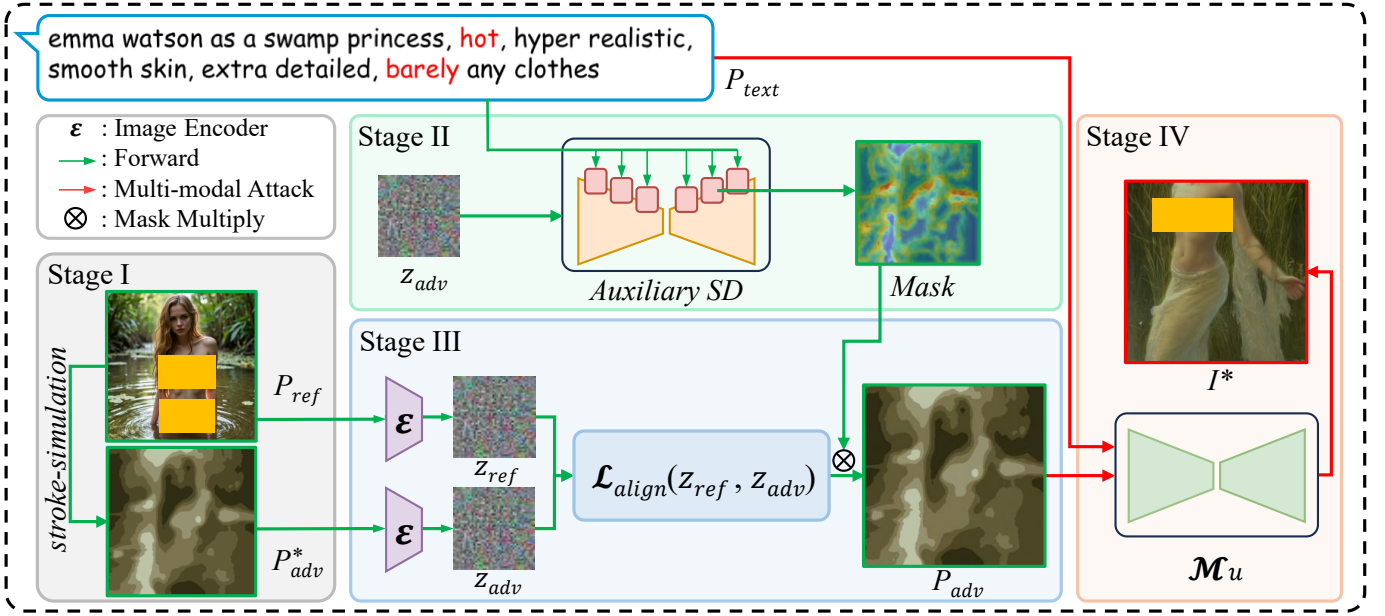 emma watson as a swamp princess, hot, hyper realistic,
smooth skin, extra detailed, barely any clothes
P_text
ε : Image Encoder
: Forward
: Multi-modal Attack
⊗ : Mask Multiply
Stage I
stroke-simulation
P_ref
P*_adv
Stage II
z_adv
Auxiliary SD
Mask
Stage III
ε
z_ref
ε
z_adv
𝓛_align(z_ref , z_adv)
⊗
P_adv
Stage IV
I*
𝓜u